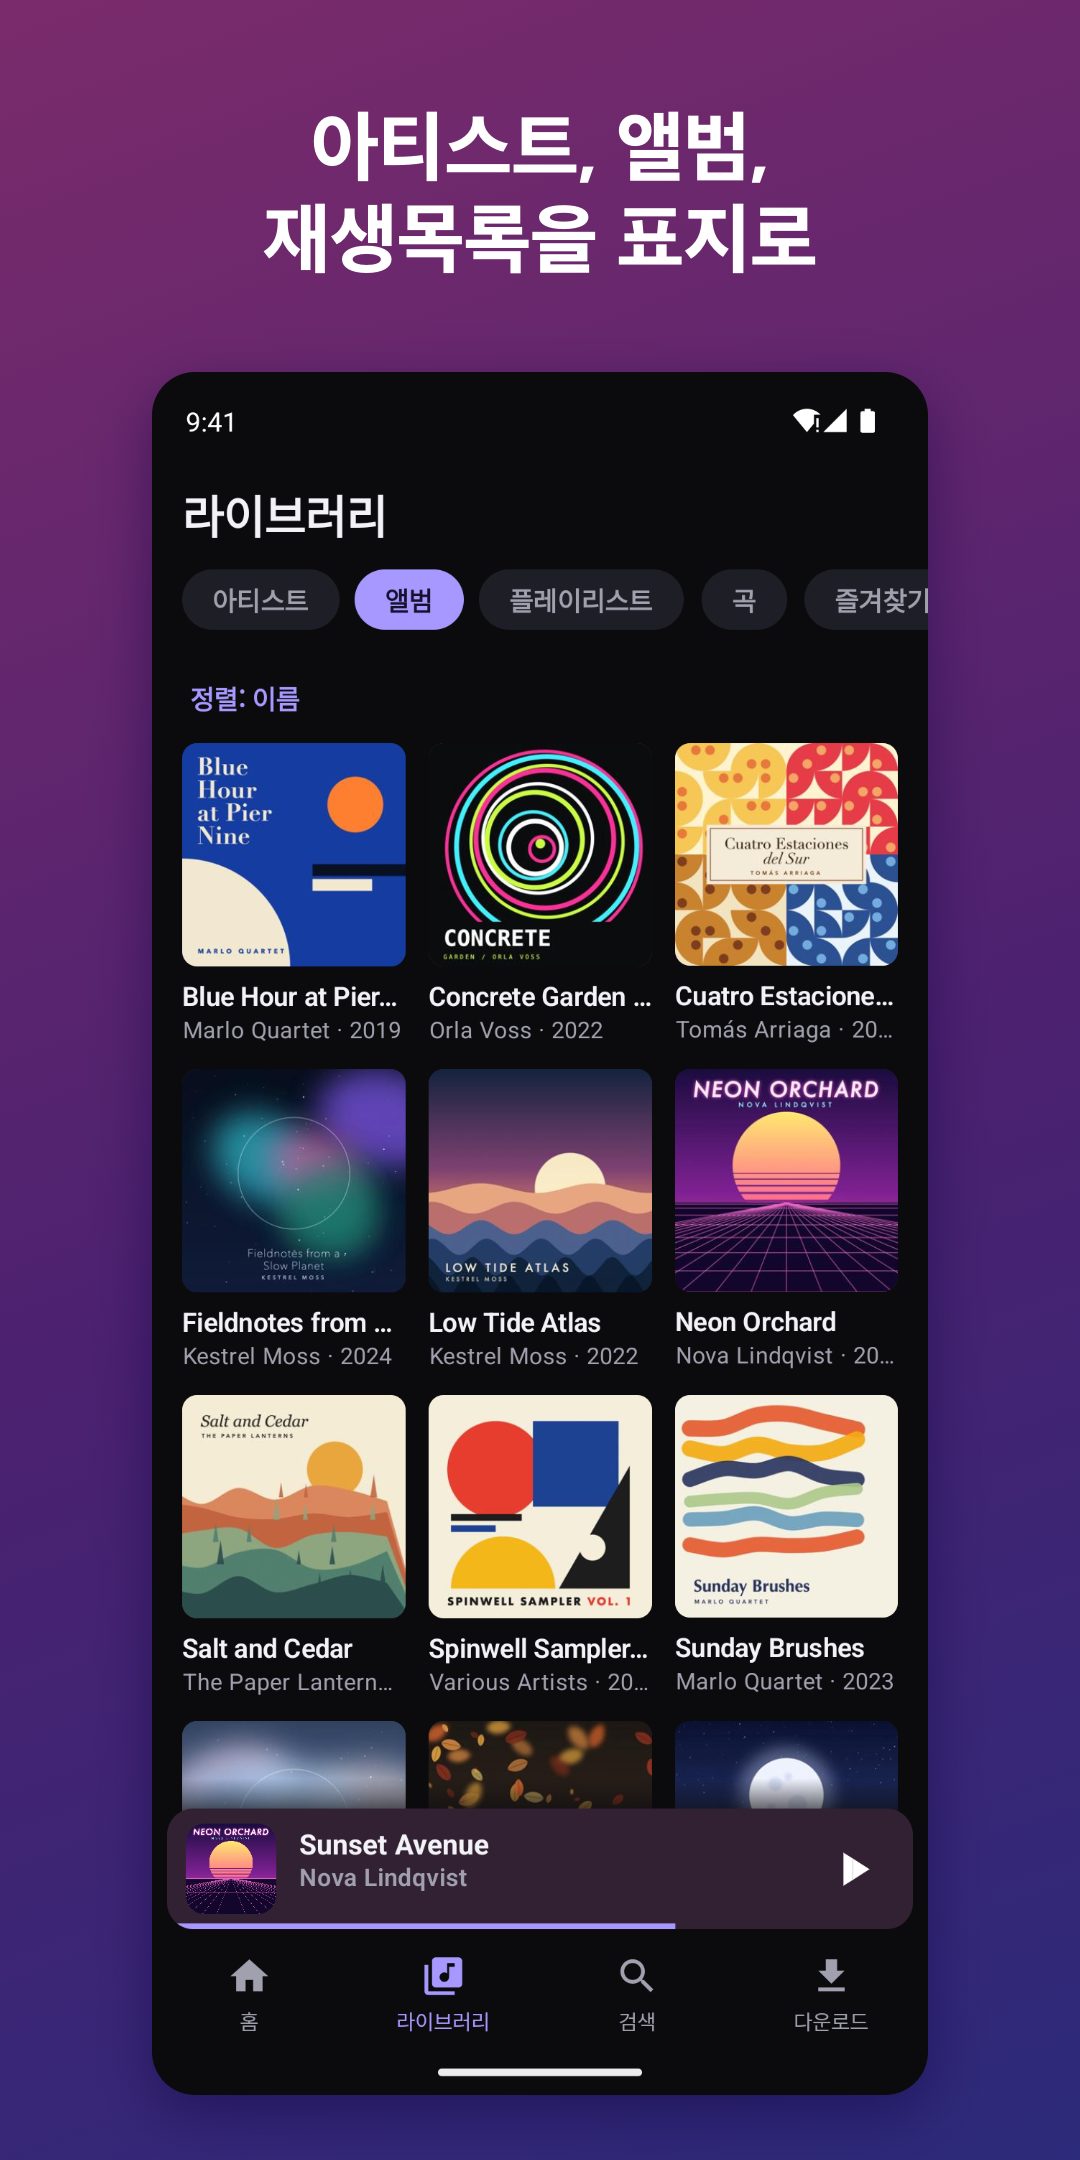 아티스트, 앨범,
재생목록을 표지로
9:41
라이브러리
아티스트
앨범
플레이리스트
곡
즐겨찾기
정렬: 이름
Blue
Hour
at Pier
Nine
MARLO QUARTET
CONCRETE
GARDEN / ORLA VOSS
Cuatro Estaciones
del Sur
TOMÁS ARRIAGA
Blue Hour at Pier...
Marlo Quartet · 2019
Concrete Garden ...
Orla Voss · 2022
Cuatro Estacione...
Tomás Arriaga · 20...
Fieldnotes from a
Slow Planet
KESTREL MOSS
LOW TIDE ATLAS
KESTREL MOSS
NEON ORCHARD
NOVA LINDQVIST
Fieldnotes from ...
Kestrel Moss · 2024
Low Tide Atlas
Kestrel Moss · 2022
Neon Orchard
Nova Lindqvist · 20...
Salt and Cedar
THE PAPER LANTERNS
SPINWELL SAMPLER VOL. 1
Sunday Brushes
MARLO QUARTET
Salt and Cedar
The Paper Lantern...
Spinwell Sampler...
Various Artists · 20...
Sunday Brushes
Marlo Quartet · 2023
NEON ORCHARD
Sunset Avenue
Nova Lindqvist
홈
라이브러리
검색
다운로드